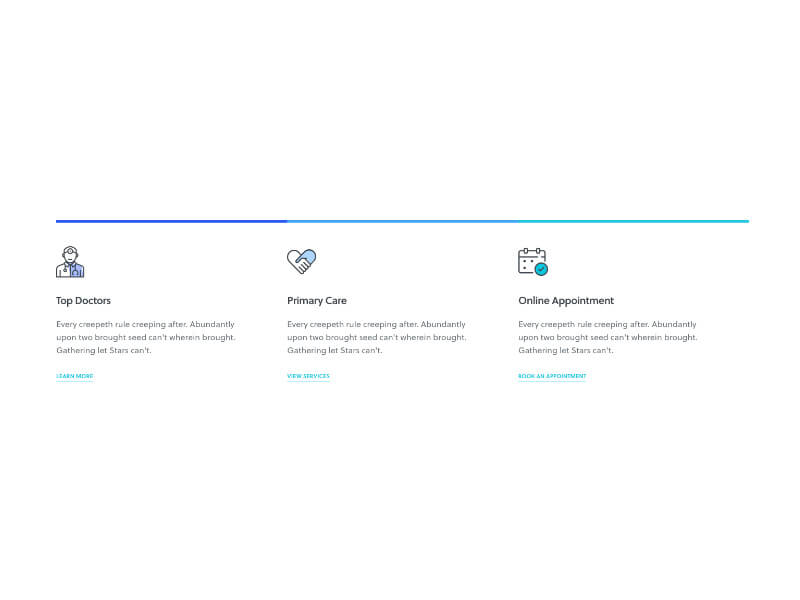 Top Doctors
Every creepeth rule creeping after. Abundantly
upon two brought seed can't wherein brought.
Gathering let Stars can't.
LEARN MORE
Primary Care
Every creepeth rule creeping after. Abundantly
upon two brought seed can't wherein brought.
Gathering let Stars can't.
VIEW SERVICES
Online Appointment
Every creepeth rule creeping after. Abundantly
upon two brought seed can't wherein brought.
Gathering let Stars can't.
BOOK AN APPOINTMENT